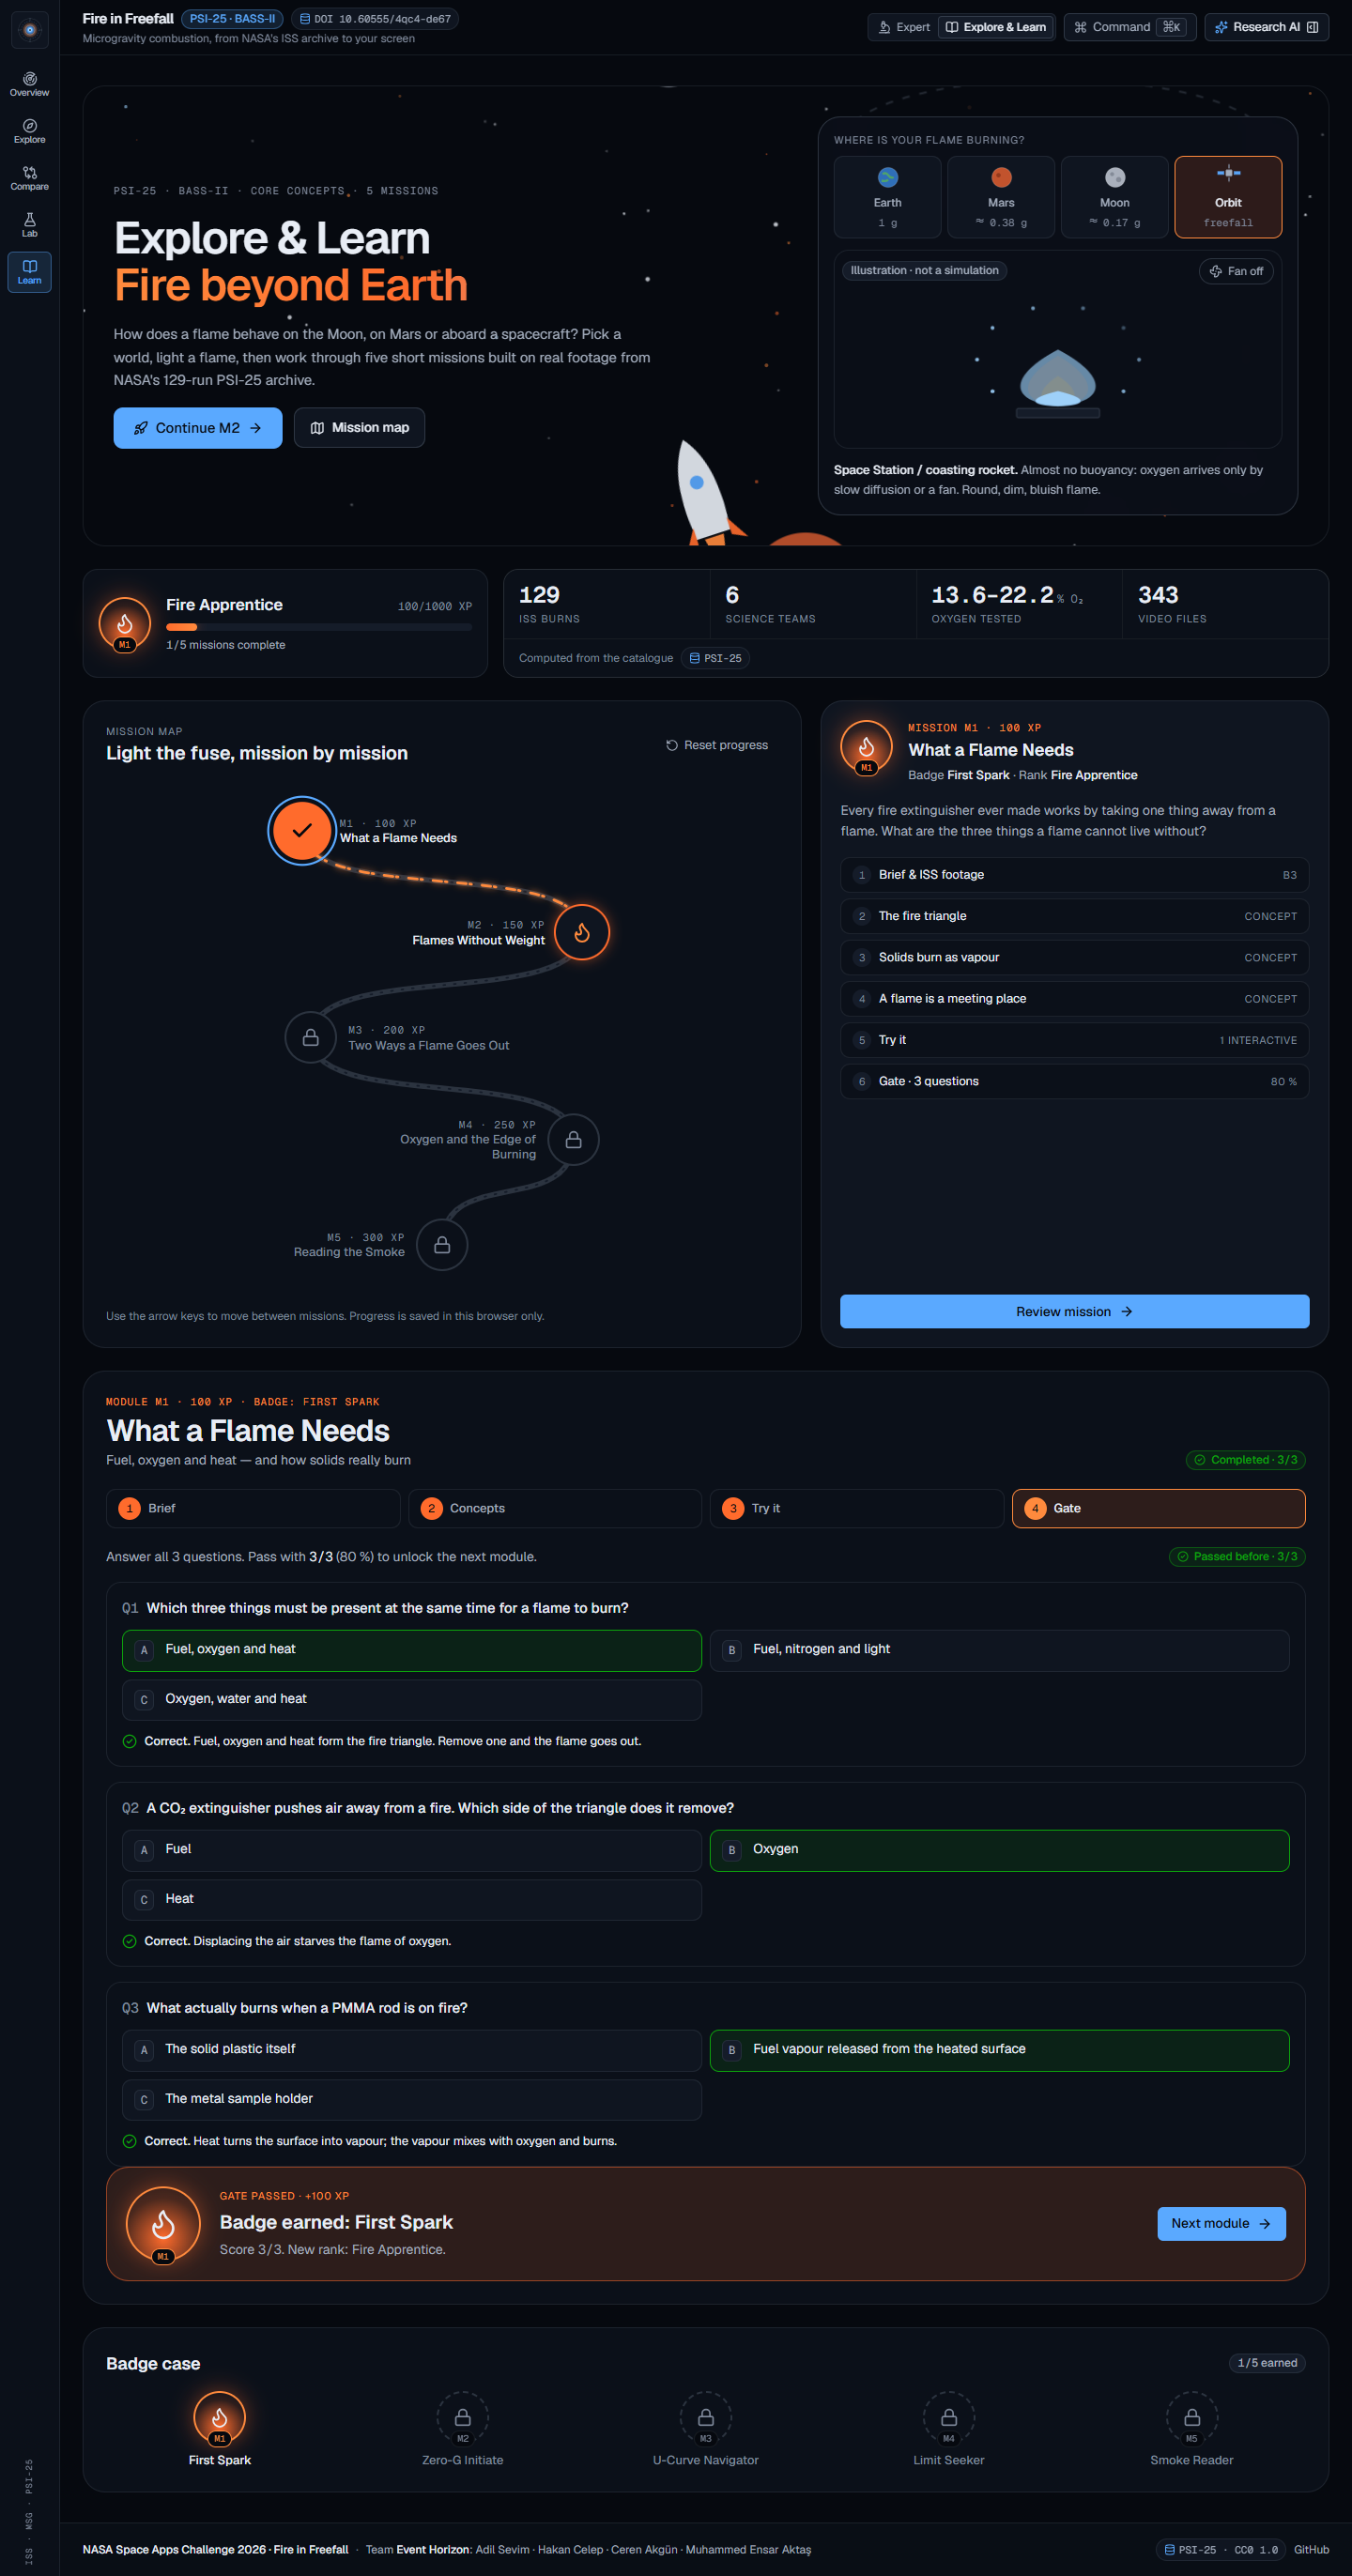 Fire in Freefall PSI-25 · BASS-II DOI 10.60555/4qc4-de67
Microgravity combustion, from NASA's ISS archive to your screen
Expert Explore & Learn Command ⌘K Research AI
Overview
Explore
Compare
Lab
Learn
PSI-25 · BASS-II · CORE CONCEPTS · 5 MISSIONS
Explore & Learn
Fire beyond Earth
How does a flame behave on the Moon, on Mars or aboard a spacecraft? Pick a
world, light a flame, then work through five short missions built on real footage from
NASA's 129-run PSI-25 archive.
Continue M2 → Mission map
WHERE IS YOUR FLAME BURNING?
Earth
1 g
Mars
≈ 0.38 g
Moon
≈ 0.17 g
Orbit
freefall
Illustration · not a simulation Fan off
Space Station / coasting rocket. Almost no buoyancy: oxygen arrives only by
slow diffusion or a fan. Round, dim, bluish flame.
M1
Fire Apprentice 100/1000 XP
1/5 missions complete
129
ISS BURNS
6
SCIENCE TEAMS
13.6–22.2 % O₂
OXYGEN TESTED
343
VIDEO FILES
Computed from the catalogue PSI-25
MISSION MAP
Light the fuse, mission by mission
Reset progress
M1 · 100 XP
What a Flame Needs
M2 · 150 XP
Flames Without Weight
M3 · 200 XP
Two Ways a Flame Goes Out
M4 · 250 XP
Oxygen and the Edge of
Burning
M5 · 300 XP
Reading the Smoke
Use the arrow keys to move between missions. Progress is saved in this browser only.
M1
MISSION M1 · 100 XP
What a Flame Needs
Badge First Spark · Rank Fire Apprentice
Every fire extinguisher ever made works by taking one thing away from a
flame. What are the three things a flame cannot live without?
1 Brief & ISS footage B3
2 The fire triangle CONCEPT
3 Solids burn as vapour CONCEPT
4 A flame is a meeting place CONCEPT
5 Try it 1 INTERACTIVE
6 Gate · 3 questions 80 %
Review mission →
MODULE M1 · 100 XP · BADGE: FIRST SPARK
What a Flame Needs
Fuel, oxygen and heat — and how solids really burn
Completed · 3/3
1 Brief
2 Concepts
3 Try it
4 Gate
Answer all 3 questions. Pass with 3/3 (80 %) to unlock the next module.
Passed before · 3/3
Q1 Which three things must be present at the same time for a flame to burn?
A Fuel, oxygen and heat
B Fuel, nitrogen and light
C Oxygen, water and heat
Correct. Fuel, oxygen and heat form the fire triangle. Remove one and the flame goes out.
Q2 A CO₂ extinguisher pushes air away from a fire. Which side of the triangle does it remove?
A Fuel
B Oxygen
C Heat
Correct. Displacing the air starves the flame of oxygen.
Q3 What actually burns when a PMMA rod is on fire?
A The solid plastic itself
B Fuel vapour released from the heated surface
C The metal sample holder
Correct. Heat turns the surface into vapour; the vapour mixes with oxygen and burns.
M1
GATE PASSED · +100 XP
Badge earned: First Spark
Score 3/3. New rank: Fire Apprentice.
Next module →
Badge case
1/5 earned
M1
First Spark
M2
Zero-G Initiate
M3
U-Curve Navigator
M4
Limit Seeker
M5
Smoke Reader
ISS · MSG · PSI-25
NASA Space Apps Challenge 2026 · Fire in Freefall · Team Event Horizon: Adil Sevim · Hakan Celep · Ceren Akgün · Muhammed Ensar Aktaş
PSI-25 · CC0 1.0 GitHub